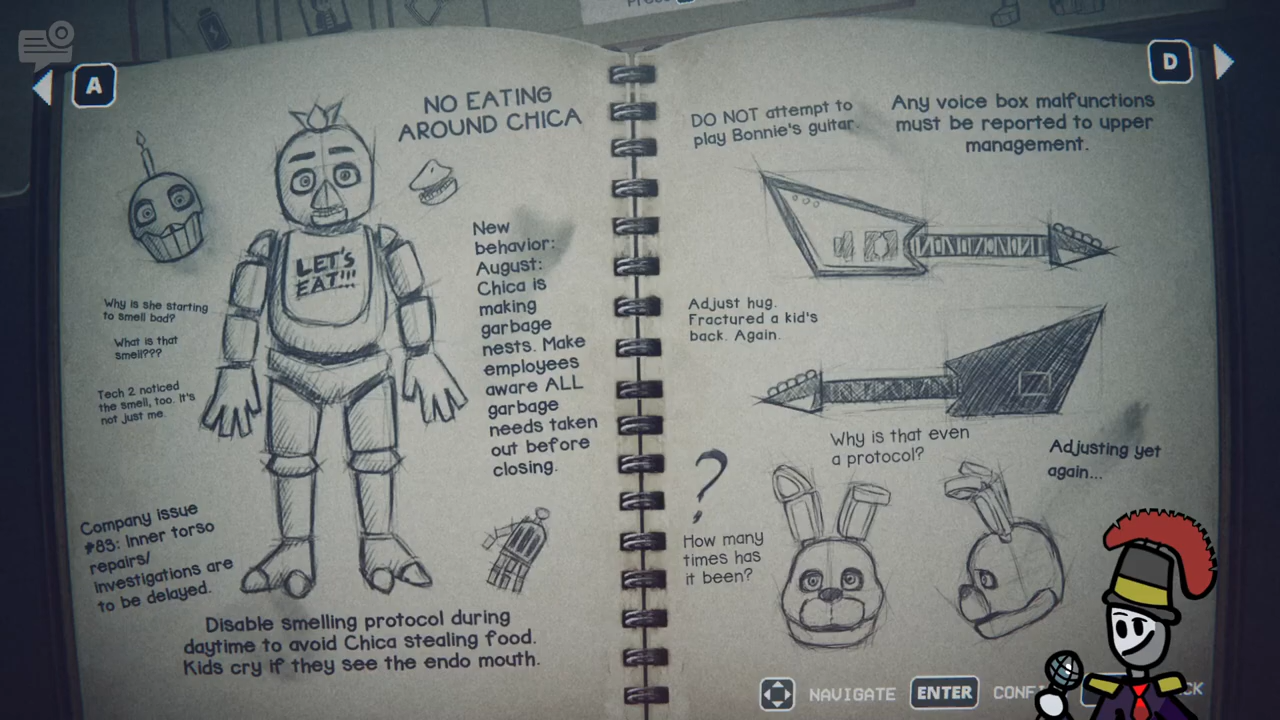 A
D
NO EATING
AROUND CHICA
LET'S
EAT!!!
Why is she starting
to smell bad?
What is that
smell???
Tech 2 noticed
the smell, too. It's
not just me.
New
behavior:
August:
Chica is
making
garbage
nests. Make
employees
aware ALL
garbage
needs taken
out before
closing.
Company issue
#83: Inner torso
repairs/
investigations are
to be delayed.
Disable smelling protocol during
daytime to avoid Chica stealing food.
Kids cry if they see the endo mouth.
DO NOT attempt to
play Bonnie's guitar.
Any voice box malfunctions
must be reported to upper
management.
Adjust hug.
Fractured a kid's
back. Again.
Why is that even
a protocol?
Adjusting yet
again...
?
How many
times has
it been?
NAVIGATE
ENTER